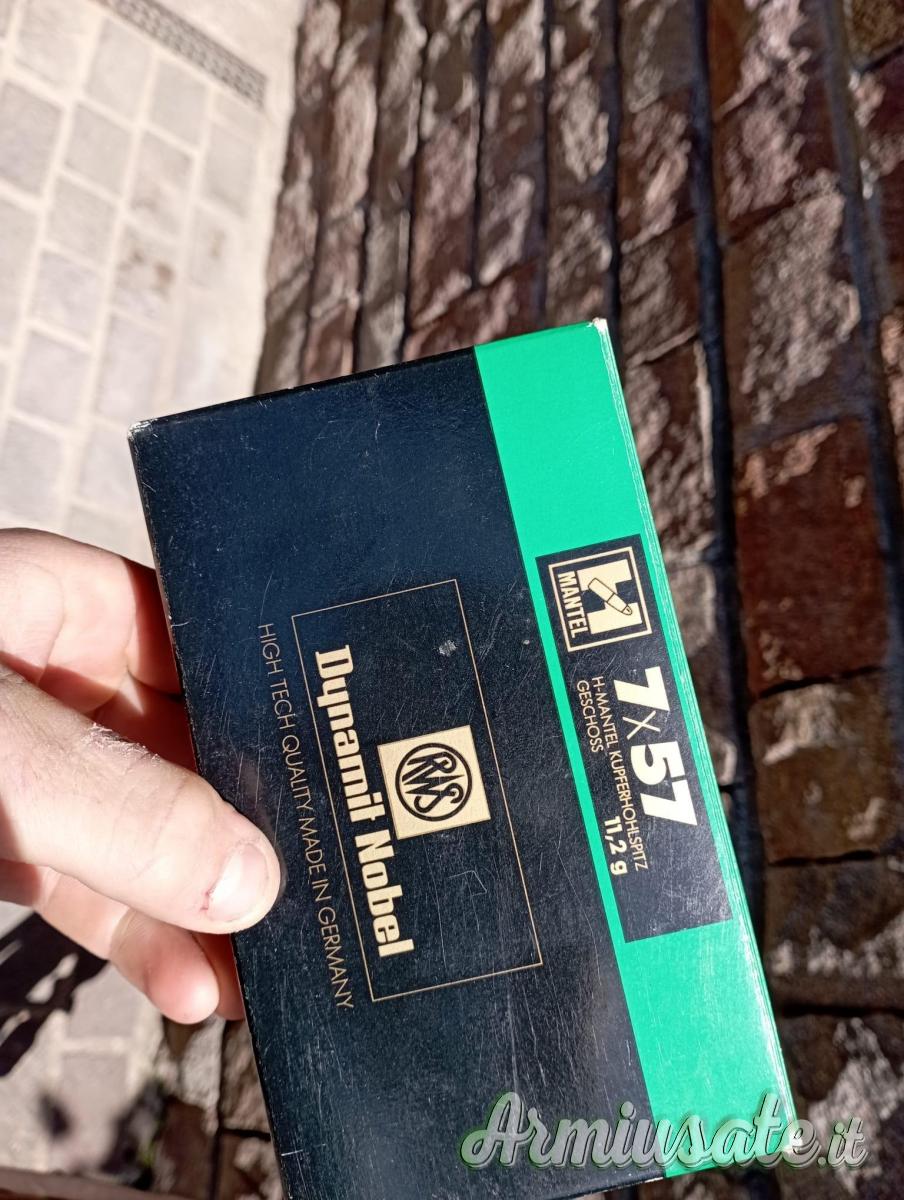 H
MANTEL
7x57
H-MANTEL KUPFERHOHLSPITZ
GESCHOSS
11,2 g
RWS
Dynamit Nobel
HIGH TECH QUALITY·MADE IN GERMANY
Armiusate.it